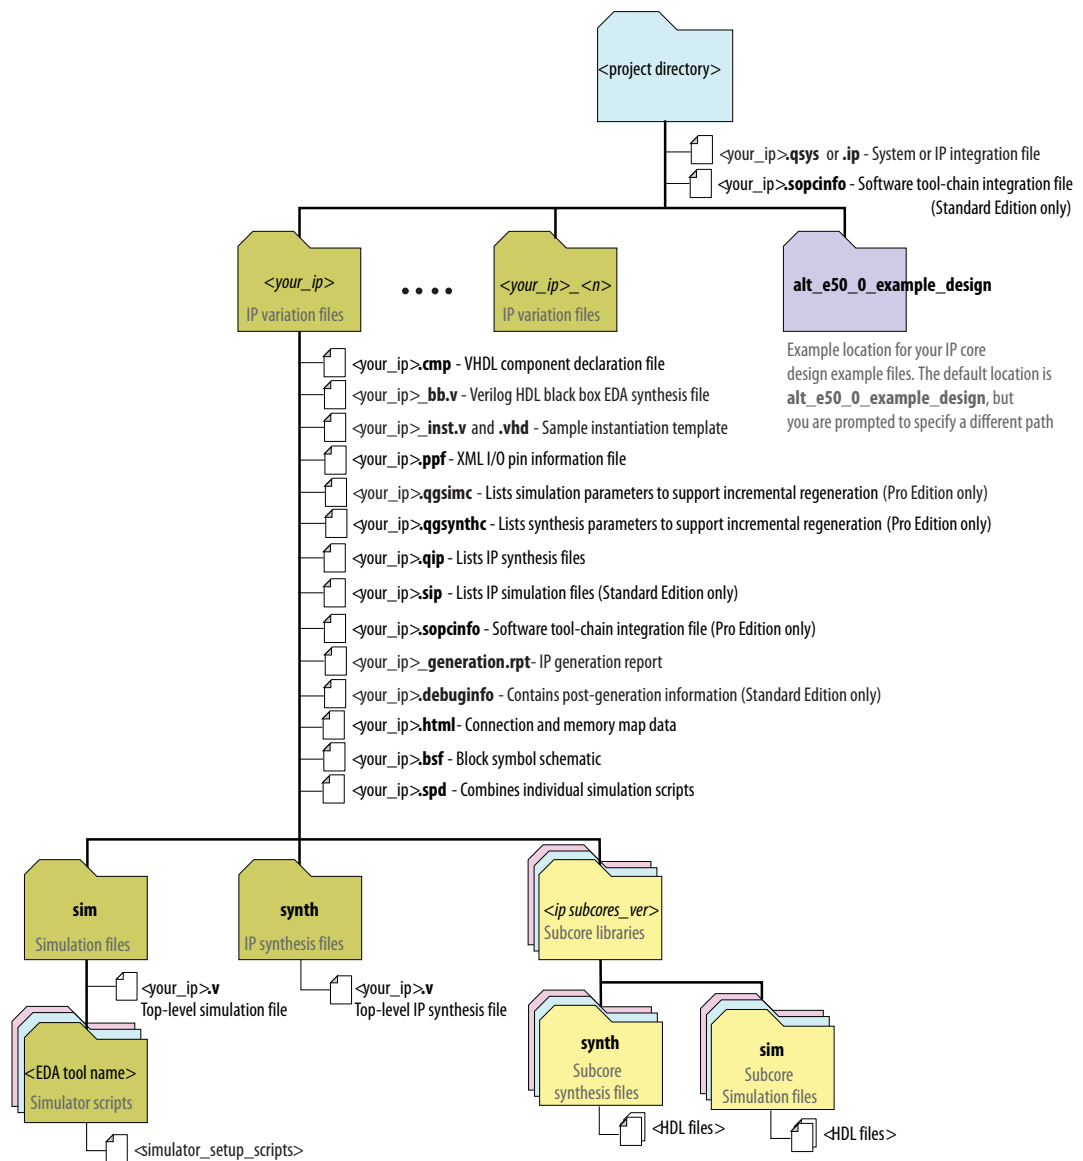 <project directory>
<your_ip>.qsys or .ip - System or IP integration file
<your_ip>.sopcinfo - Software tool-chain integration file
(Standard Edition only)
<your_ip>
IP variation files
<your_ip>_<n>
IP variation files
alt_e50_0_example_design
Example location for your IP core
design example files. The default location is
alt_e50_0_example_design, but
you are prompted to specify a different path
<your_ip>.cmp - VHDL component declaration file
<your_ip>_bb.v - Verilog HDL black box EDA synthesis file
<your_ip>_inst.v and .vhd - Sample instantiation template
<your_ip>.ppf - XML I/O pin information file
<your_ip>.qgsimc - Lists simulation parameters to support incremental regeneration (Pro Edition only)
<your_ip>.qgsynthc - Lists synthesis parameters to support incremental regeneration (Pro Edition only)
<your_ip>.qip - Lists IP synthesis files
<your_ip>.sip - Lists IP simulation files (Standard Edition only)
<your_ip>.sopcinfo - Software tool-chain integration file (Pro Edition only)
<your_ip>_generation.rpt- IP generation report
<your_ip>.debuginfo - Contains post-generation information (Standard Edition only)
<your_ip>.html- Connection and memory map data
<your_ip>.bsf - Block symbol schematic
<your_ip>.spd - Combines individual simulation scripts
sim
Simulation files
synth
IP synthesis files
<ip subcores_ver>
Subcore libraries
<your_ip>.v
Top-level simulation file
<your_ip>.v
Top-level IP synthesis file
<EDA tool name>
Simulator scripts
synth
Subcore
synthesis files
sim
Subcore
Simulation files
<HDL files>
<HDL files>
<simulator_setup_scripts>